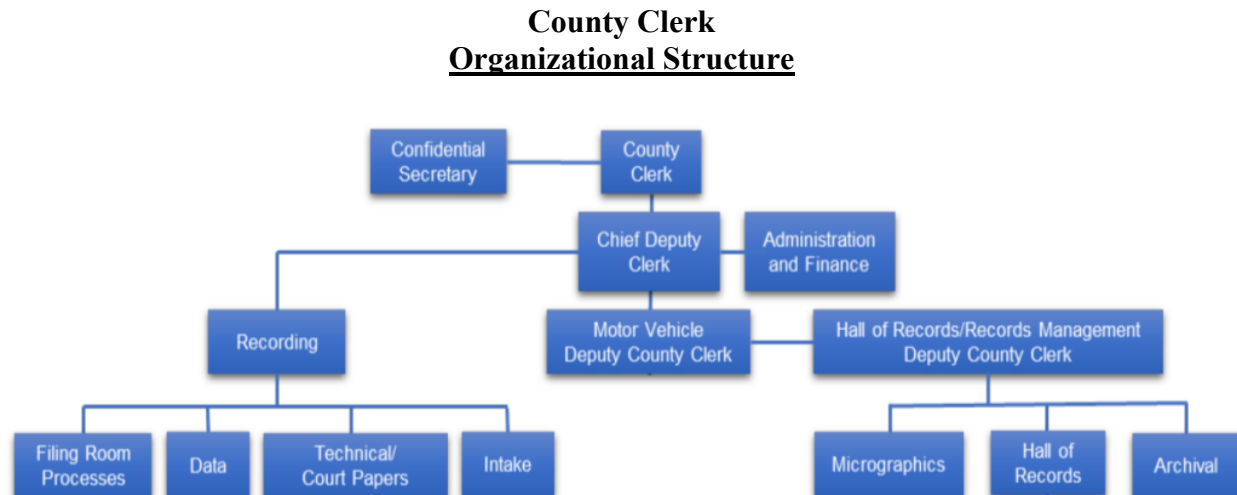 County Clerk
Organizational Structure
Confidential
Secretary
County
Clerk
Chief Deputy
Clerk
Administration
and Finance
Recording
Motor Vehicle
Deputy County Clerk
Hall of Records/Records Management
Deputy County Clerk
Filing Room
Processes
Data
Technical/
Court Papers
Intake
Micrographics
Hall of
Records
Archival